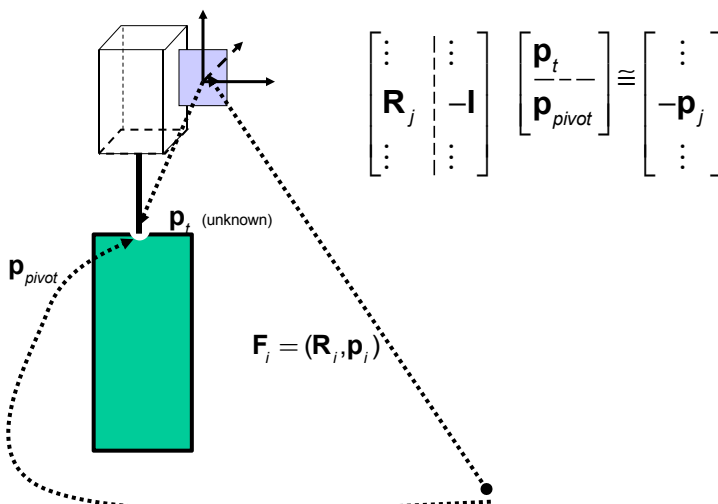 [ ⋮ ¦ ⋮ ] [ p_t ] ≅ [ ⋮ ]
[ R_j ¦ –I ] [ p_pivot ] [ –p_j ]
[ ⋮ ¦ ⋮ ] [ ⋮ ]
p_t (unknown)
p_pivot
F_i = (R_i, p_i)